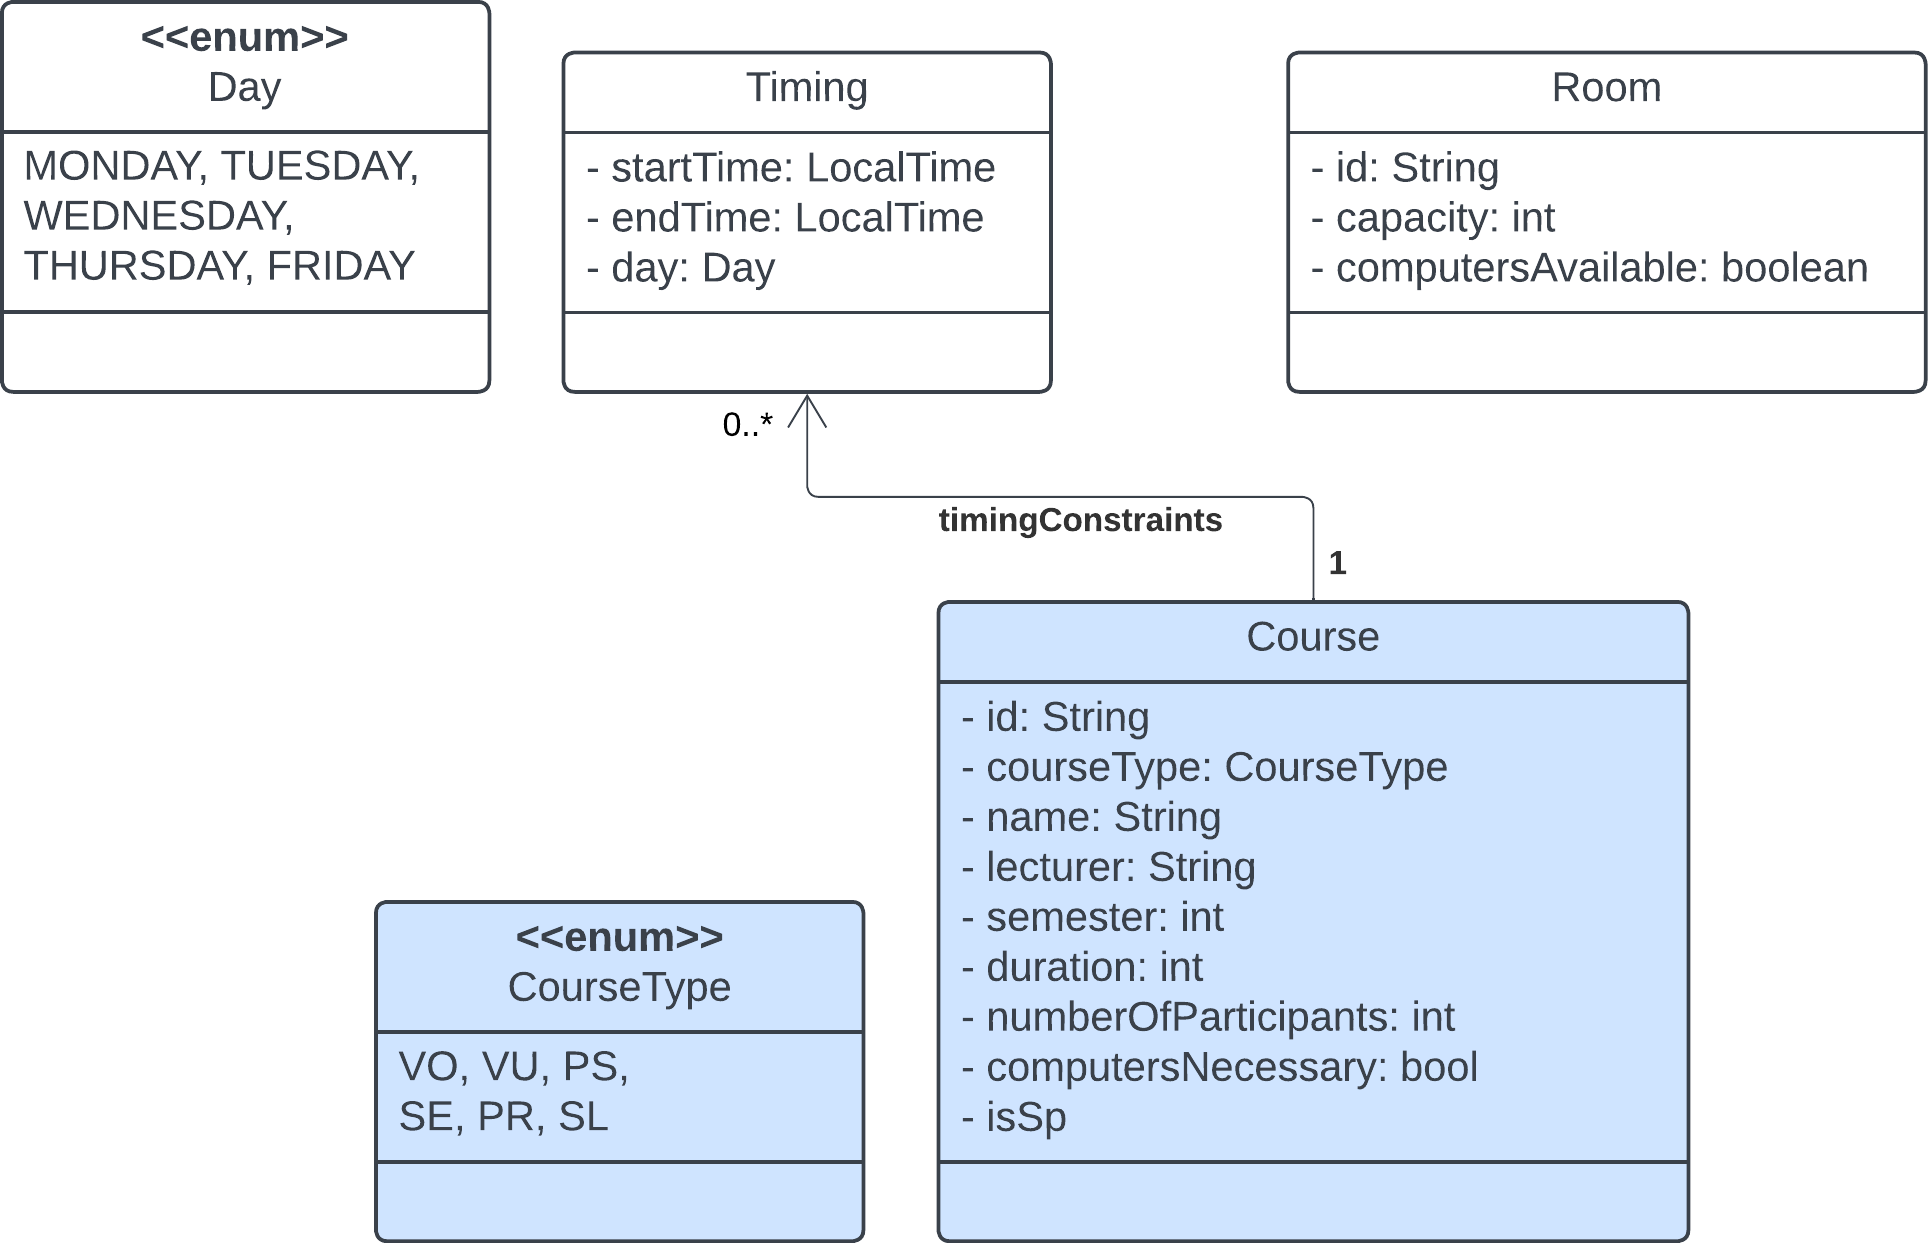 <<enum>>
Day
MONDAY, TUESDAY,
WEDNESDAY,
THURSDAY, FRIDAY
Timing
- startTime: LocalTime
- endTime: LocalTime
- day: Day
Room
- id: String
- capacity: int
- computersAvailable: boolean
0..*
timingConstraints
1
Course
- id: String
- courseType: CourseType
- name: String
- lecturer: String
- semester: int
- duration: int
- numberOfParticipants: int
- computersNecessary: bool
- isSp
<<enum>>
CourseType
VO, VU, PS,
SE, PR, SL